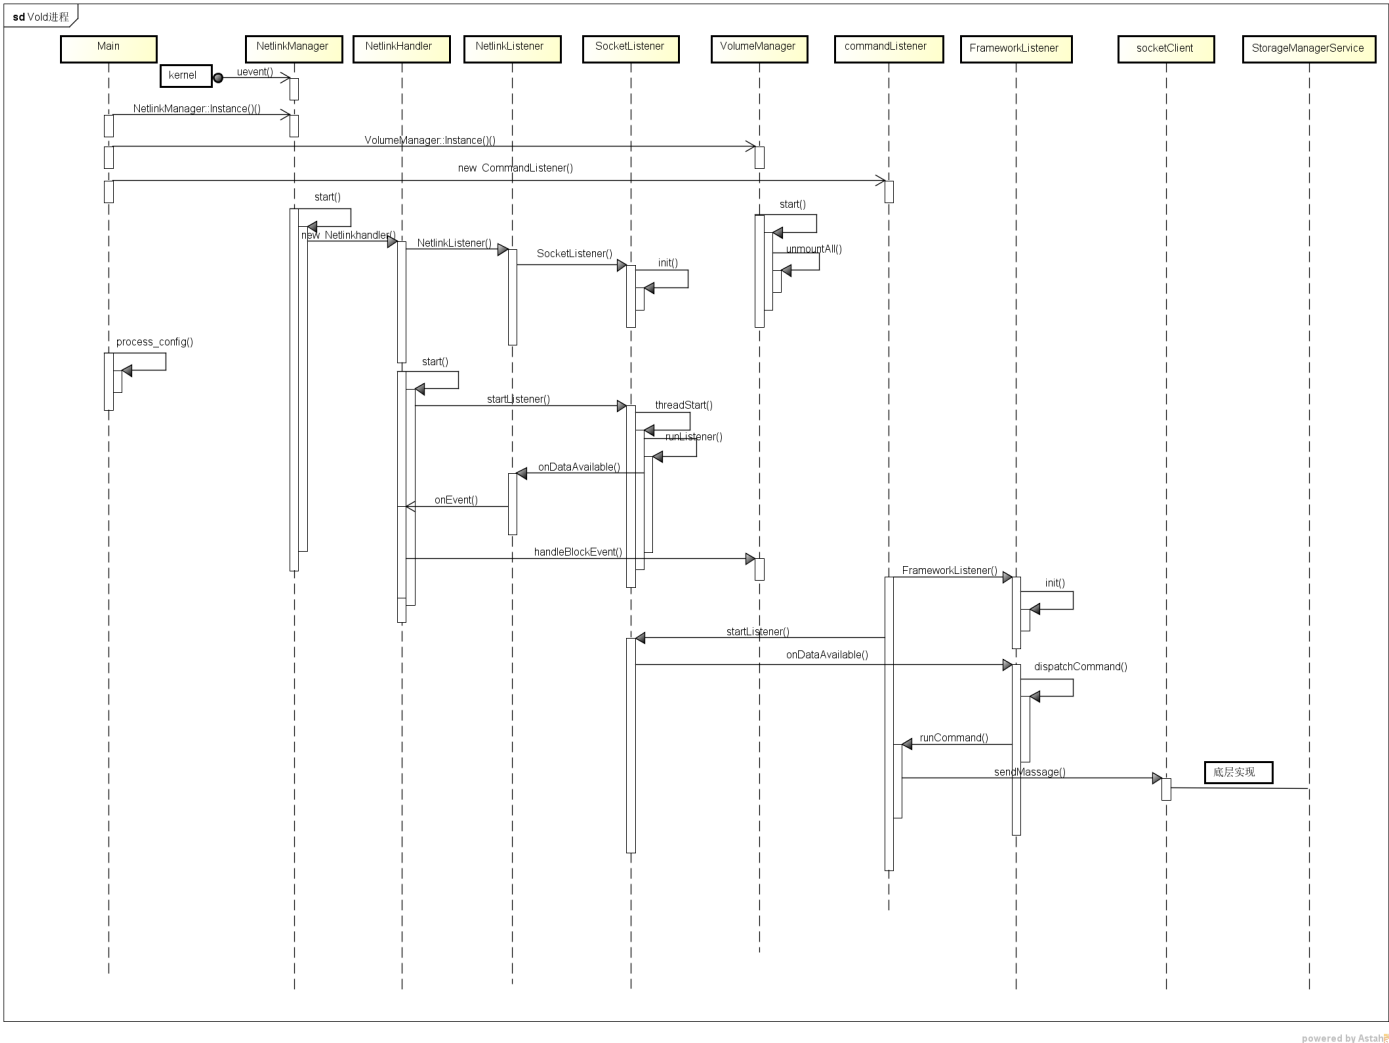 sd Vold进程
Main
NetlinkManager
NetlinkHandler
NetlinkListener
SocketListener
VolumeManager
commandListener
FrameworkListener
socketClient
StorageManagerService
kernel
uevent()
NetlinkManager::Instance()()
VolumeManager::Instance()()
new CommandListener()
start()
start()
new Netlinkhandler()
NetlinkListener()
SocketListener()
init()
unmountAll()
process_config()
start()
startListener()
threadStart()
runListener()
onDataAvailable()
onEvent()
handleBlockEvent()
FrameworkListener()
init()
startListener()
onDataAvailable()
dispatchCommand()
runCommand()
sendMassage()
底层实现
powered by Astah